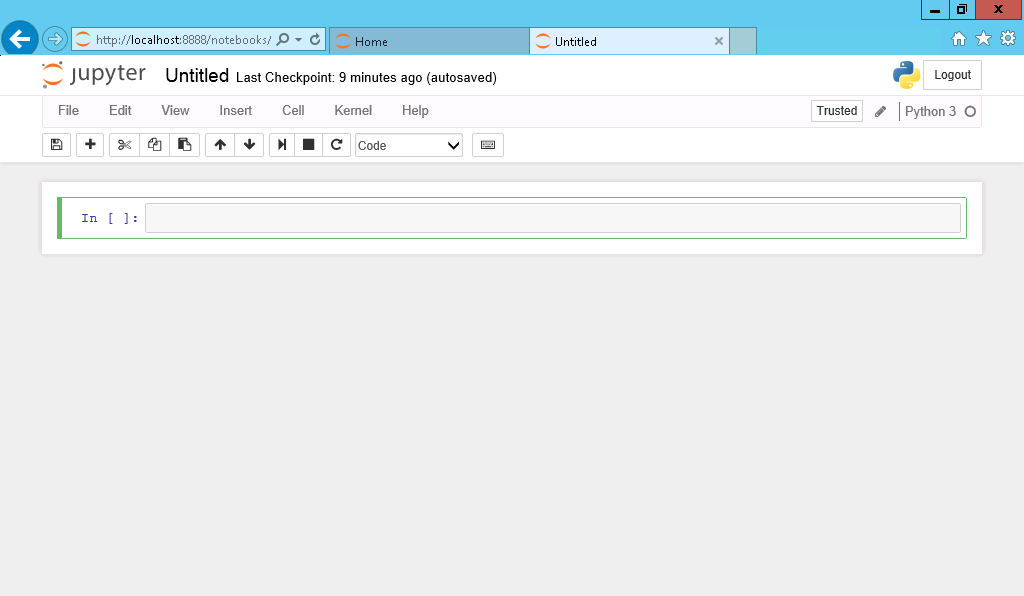 http://localhost:8888/notebooks/ Home Untitled
jupyter Untitled Last Checkpoint: 9 minutes ago (autosaved) Logout
File Edit View Insert Cell Kernel Help Trusted Python 3
Code
In [ ]: